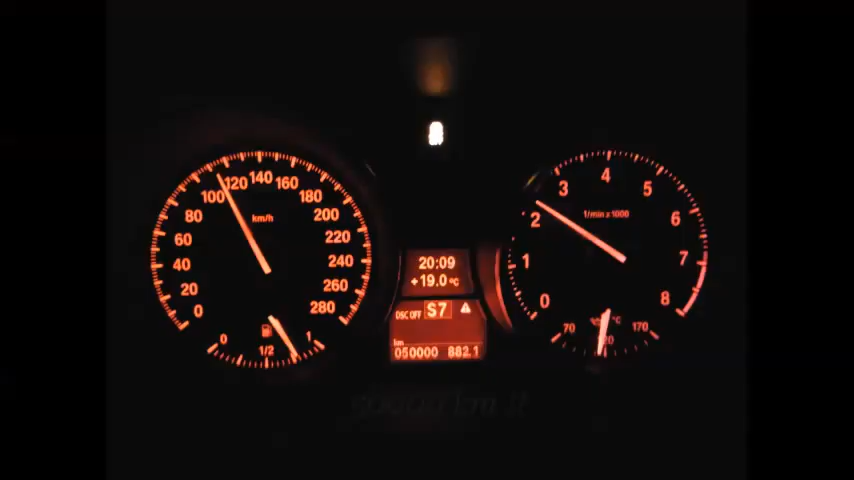 0 20 40 60 80 100 120 140 160 180 200 220 240 260 280
km/h
0 1/2 1
20:09
+19.0 °C
DSC OFF S7
km
050000 882.1
0 1 2 3 4 5 6 7 8
1/min x 1000
70 170
°C